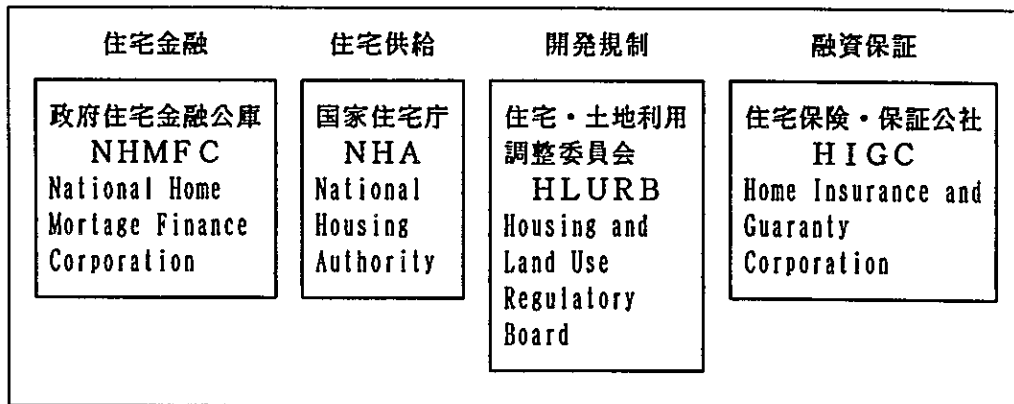 住宅金融
政府住宅金融公庫
NHMFC
National Home
Mortage Finance
Corporation
住宅供給
国家住宅庁
NHA
National
Housing
Authority
開発規制
住宅・土地利用
調整委員会
HLURB
Housing and
Land Use
Regulatory
Board
融資保証
住宅保険・保証公社
HIGC
Home Insurance and
Guaranty
Corporation